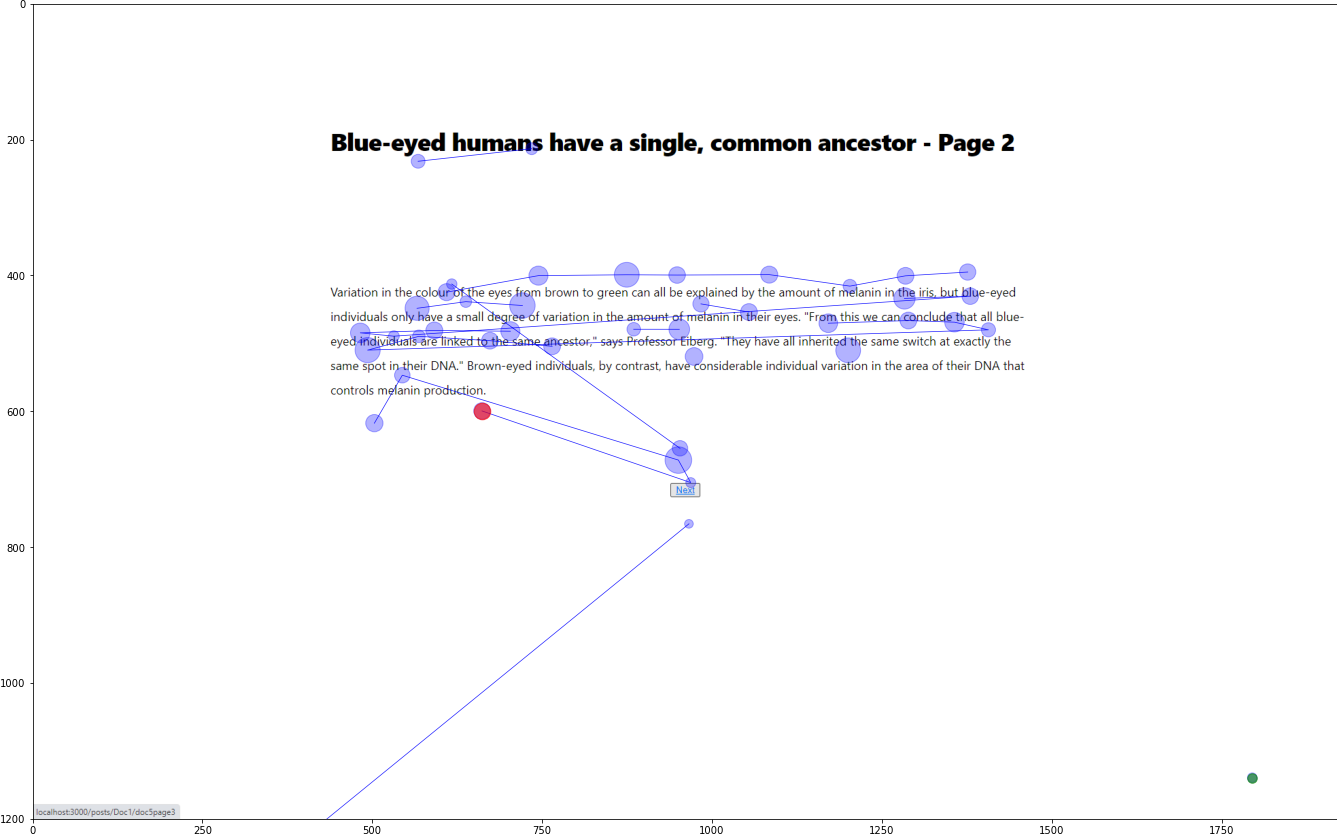 0
200
Blue-eyed humans have a single, common ancestor - Page 2
400
Variation in the colour of the eyes from brown to green can all be explained by the amount of melanin in the iris, but blue-eyed
individuals only have a small degree of variation in the amount of melanin in their eyes. "From this we can conclude that all blue-
eyed individuals are linked to the same ancestor," says Professor Eiberg. "They have all inherited the same switch at exactly the
same spot in their DNA." Brown-eyed individuals, by contrast, have considerable individual variation in the area of their DNA that
controls melanin production.
600
Next
800
1000
localhost:3000/posts/Doc1/doc5page3
1200
0 250 500 750 1000 1250 1500 1750